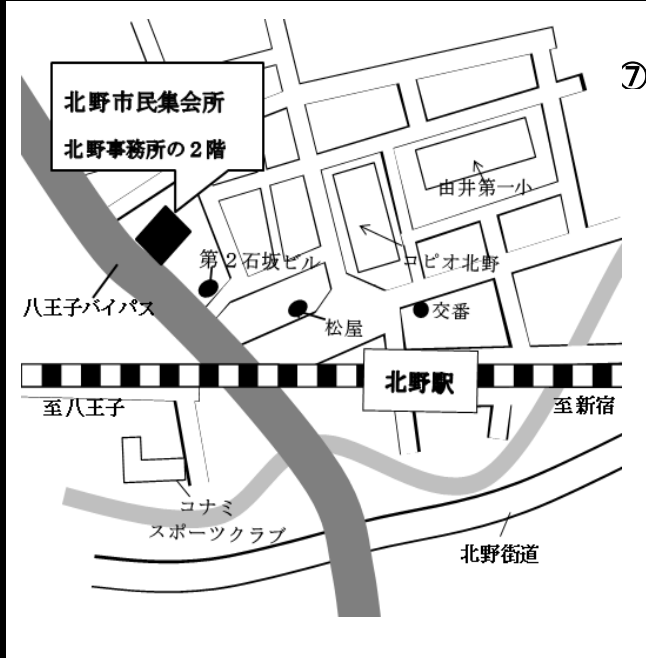 ⑦
北野市民集会所
北野事務所の２階
由井第一小
第２石坂ビル
コピオ北野
八王子バイパス
松屋
交番
北野駅
至八王子
至新宿
コナミ
スポーツクラブ
北野街道